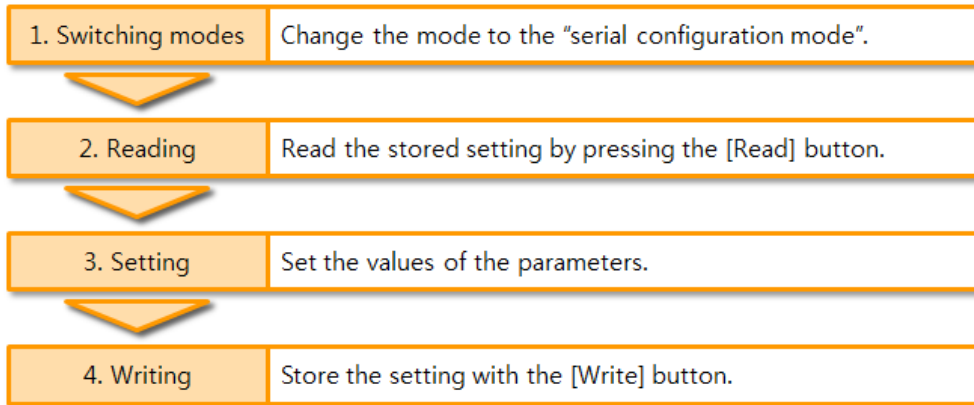 1. Switching modes
Change the mode to the “serial configuration mode”.
2. Reading
Read the stored setting by pressing the [Read] button.
3. Setting
Set the values of the parameters.
4. Writing
Store the setting with the [Write] button.